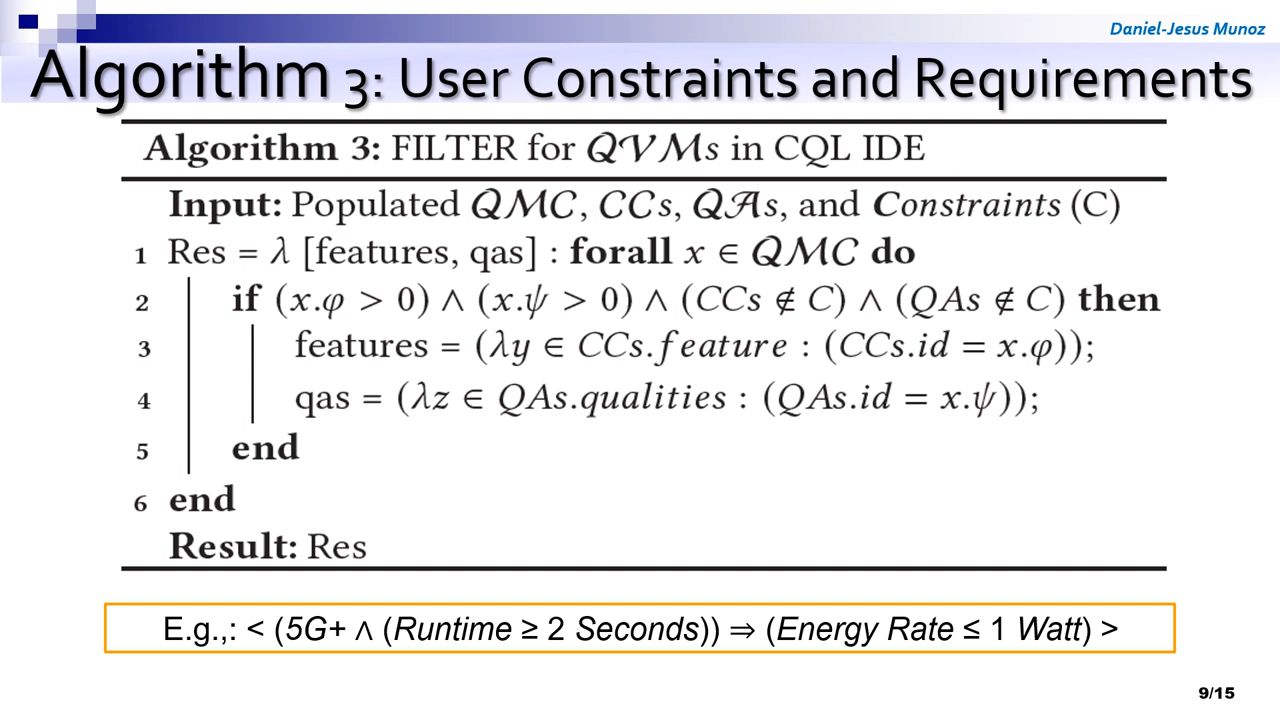 Daniel-Jesus Munoz
Algorithm 3: User Constraints and Requirements
Algorithm 3: FILTER for 𝒬𝒱ℳs in CQL IDE
Input: Populated 𝒬ℳ𝒞, 𝒞𝒞s, 𝒬𝒜s, and Constraints (C)
1 Res = λ [features, qas] : forall x ∈ 𝒬ℳ𝒞 do
2 if (x.φ > 0) ∧ (x.ψ > 0) ∧ (CCs ∉ C) ∧ (QAs ∉ C) then
3 features = (λy ∈ CCs.feature : (CCs.id = x.φ));
4 qas = (λz ∈ QAs.qualities : (QAs.id = x.ψ));
5 end
6 end
Result: Res
E.g.,: < (5G+ ∧ (Runtime ≥ 2 Seconds)) ⇒ (Energy Rate ≤ 1 Watt) >
9/15